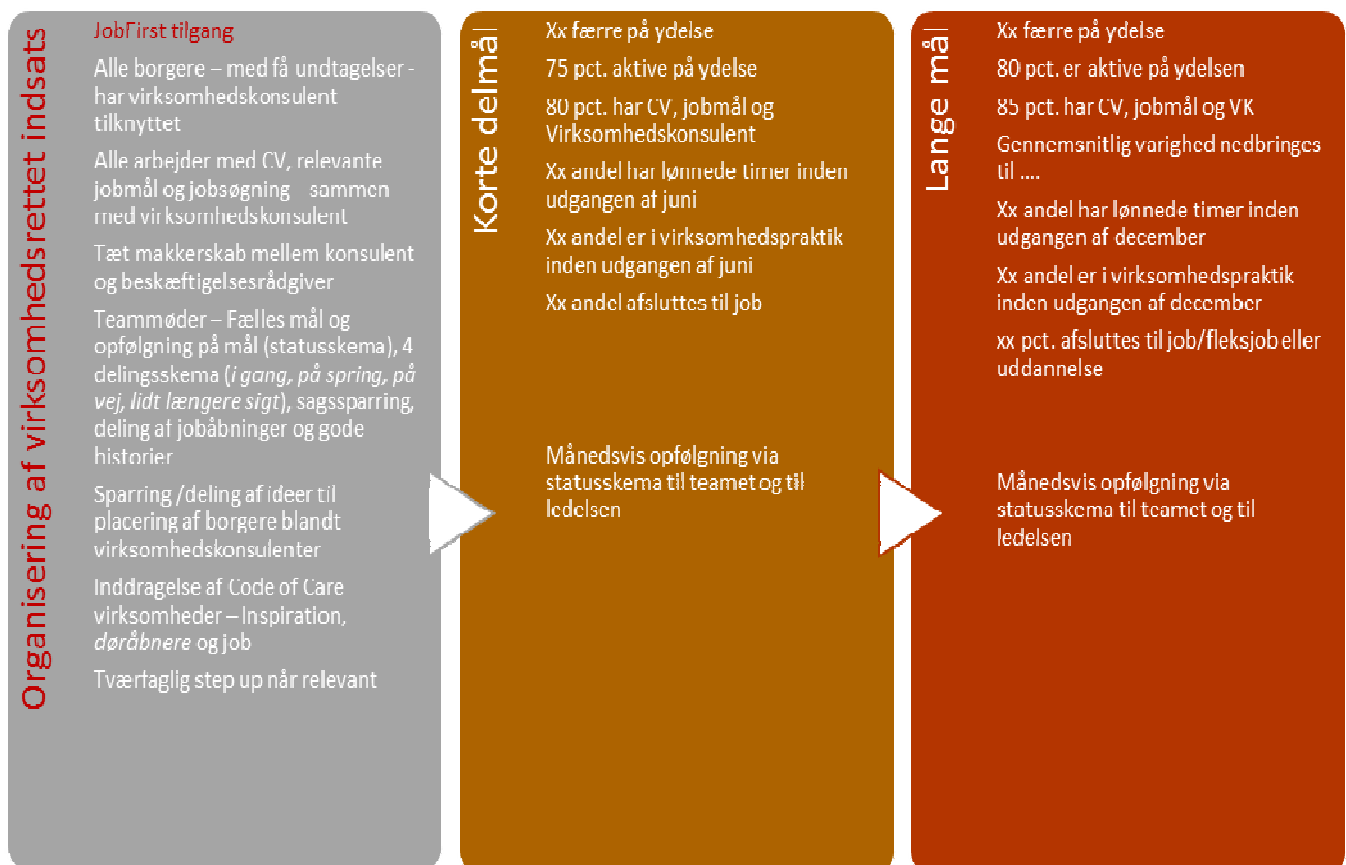 Organisering af virksomhedsrettet indsats
JobFirst tilgang
Alle borgere – med få undtagelser -
har virksomhedskonsulent
tilknyttet
Alle arbejder med CV, relevante
jobmål og jobsøgning sammen
med virksomhedskonsulent
Tæt makkerskab mellem konsulent
og beskæftigelsesrådgiver
Teammøder – Fælles mål og
opfølgning på mål (statusskema), 4
delingsskema (i gang, på spring, på
vej, lidt længere sigt), sagssparring,
deling af jobåbninger og gode
historier
Sparring /deling af ideer til
placering af borgere blandt
virksomhedskonsulenter
Inddragelse af Code of Care
virksomheder – Inspiration,
døråbnere og job
Tværfaglig step up når relevant
Korte delmål
Xx færre på ydelse
75 pct. aktive på ydelse
80 pct. har CV, jobmål og
Virksomhedskonsulent
Xx andel har lønnede timer inden
udgangen af juni
Xx andel er i virksomhedspraktik
inden udgangen af juni
Xx andel afsluttes til job
Månedsvis opfølgning via
statusskema til teamet og til
ledelsen
Lange mål
Xx færre på ydelse
80 pct. er aktive på ydelsen
85 pct. har CV, jobmål og VK
Gennemsnitlig varighed nedbringes
til ....
Xx andel har lønnede timer inden
udgangen af december
Xx andel er i virksomhedspraktik
inden udgangen af december
xx pct. afsluttes til job/fleksjob eller
uddannelse
Månedsvis opfølgning via
statusskema til teamet og til
ledelsen